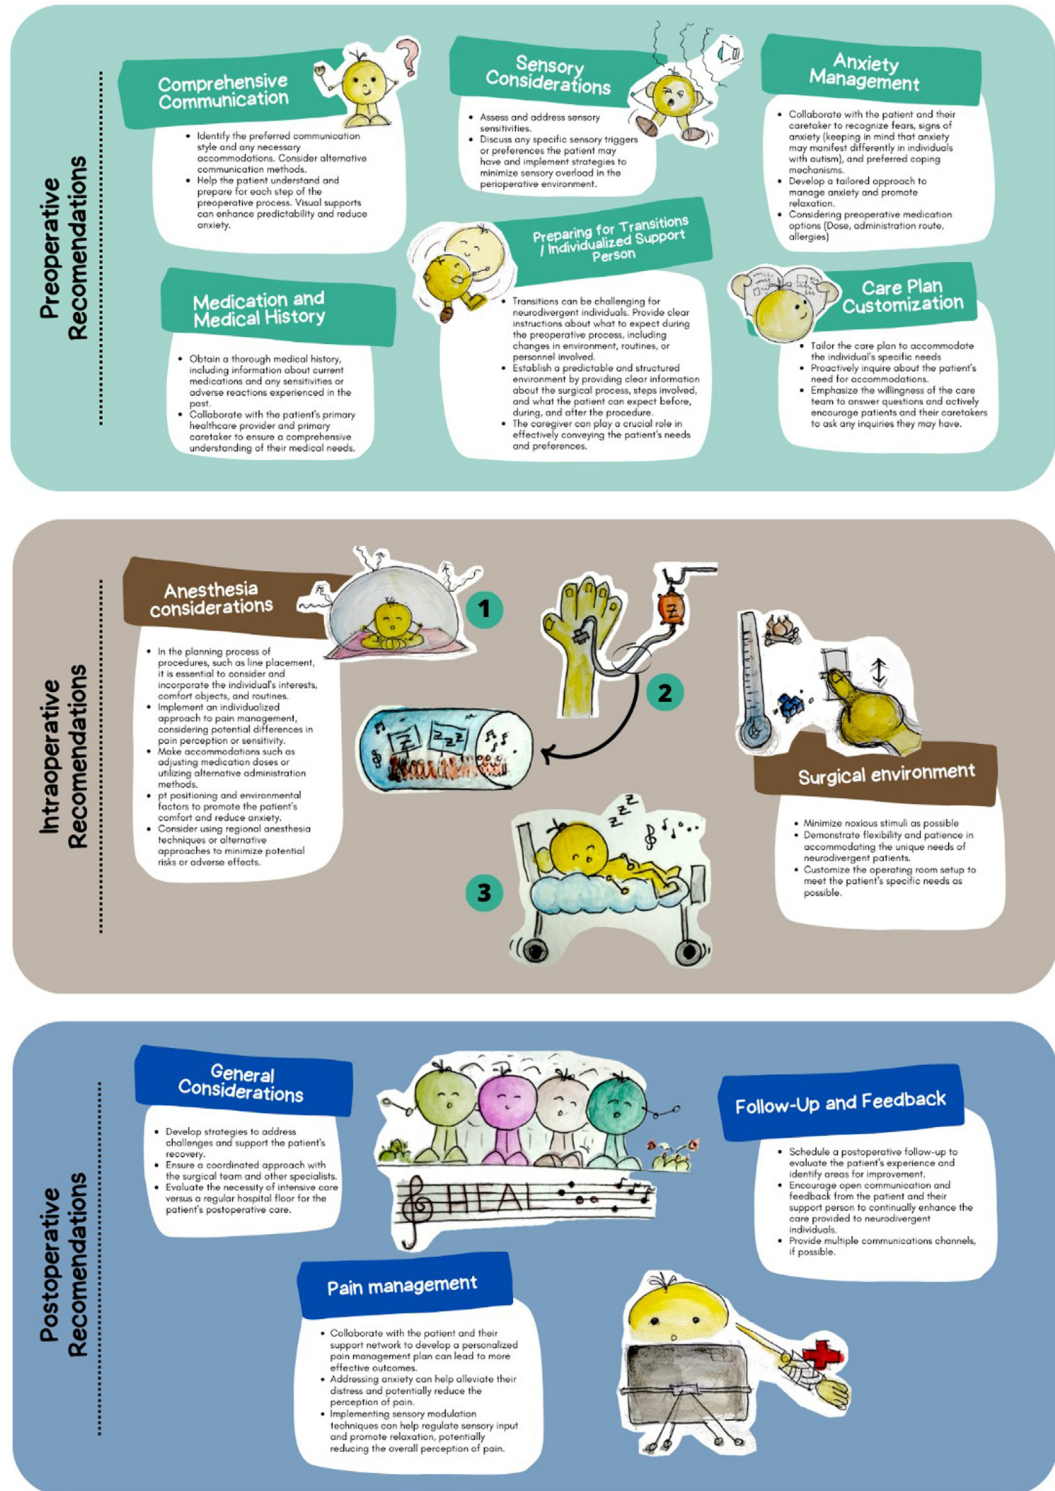 Preoperative
Recomendations
Comprehensive
Communication
• Identify the preferred communication
style and any necessary
accommodations. Consider alternative
communication methods.
• Help the patient understand and
prepare for each step of the
preoperative process. Visual supports
can enhance predictability and reduce
anxiety.
?
Sensory
Considerations
• Assess and address sensory
sensitivities.
• Discuss any specific sensory triggers
or preferences the patient may
have and implement strategies to
minimize sensory overload in the
perioperative environment.
Anxiety
Management
• Collaborate with the patient and their
caretaker to recognize fears, signs of
anxiety (keeping in mind that anxiety
may manifest differently in individuals
with autism), and preferred coping
mechanisms.
• Develop a tailored approach to
manage anxiety and promote
relaxation.
• Considering preoperative medication
options (Dose, administration route,
allergies)
Medication and
Medical History
• Obtain a thorough medical history,
including information about current
medications and any sensitivities or
adverse reactions experienced in the
past.
• Collaborate with the patient's primary
healthcare provider and primary
caretaker to ensure a comprehensive
understanding of their medical needs.
Preparing for Transitions
/ Individualized Support
Person
• Transitions can be challenging for
neurodivergent individuals. Provide clear
instructions about what to expect during
the preoperative process, including
changes in environment, routines, or
personnel involved.
• Establish a predictable and structured
environment by providing clear information
about the surgical process, steps involved,
and what the patient can expect before,
during, and after the procedure.
• The caregiver can play a crucial role in
effectively conveying the patient's needs
and preferences.
Care Plan
Customization
• Tailor the care plan to accommodate
the individual's specific needs
• Proactively inquire about the patient's
need for accommodations.
• Emphasize the willingness of the care
team to answer questions and actively
encourage patients and their caretakers
to ask any inquiries they may have.
Intraoperative
Recomendations
Anesthesia
considerations
• In the planning process of
procedures, such as line placement,
it is essential to consider and
incorporate the individual's interests,
comfort objects, and routines.
• Implement an individualized
approach to pain management,
considering potential differences in
pain perception or sensitivity.
• Make accommodations such as
adjusting medication doses or
utilizing alternative administration
methods.
• pt positioning and environmental
factors to promote the patient's
comfort and reduce anxiety.
• Consider using regional anesthesia
techniques or alternative
approaches to minimize potential
risks or adverse effects.
1
Z
2
Z
Z Z Z
3
Z Z Z Z
Surgical environment
• Minimize noxious stimuli as possible
• Demonstrate flexibility and patience in
accommodating the unique needs of
neurodivergent patients.
• Customize the operating room setup to
meet the patient's specific needs as
possible.
Postoperative
Recomendations
General
Considerations
• Develop strategies to address
challenges and support the patient's
recovery.
• Ensure a coordinated approach with
the surgical team and other specialists.
• Evaluate the necessity of intensive care
versus a regular hospital floor for the
patient's postoperative care.
HEAL
Follow-Up and Feedback
• Schedule a postoperative follow-up to
evaluate the patient's experience and
identify areas for improvement.
• Encourage open communication and
feedback from the patient and their
support person to continually enhance the
care provided to neurodivergent
individuals.
• Provide multiple communications channels,
if possible.
Pain management
• Collaborate with the patient and their
support network to develop a personalized
pain management plan can lead to more
effective outcomes.
• Addressing anxiety can help alleviate their
distress and potentially reduce the
perception of pain.
• Implementing sensory modulation
techniques can help regulate sensory input
and promote relaxation, potentially
reducing the overall perception of pain.